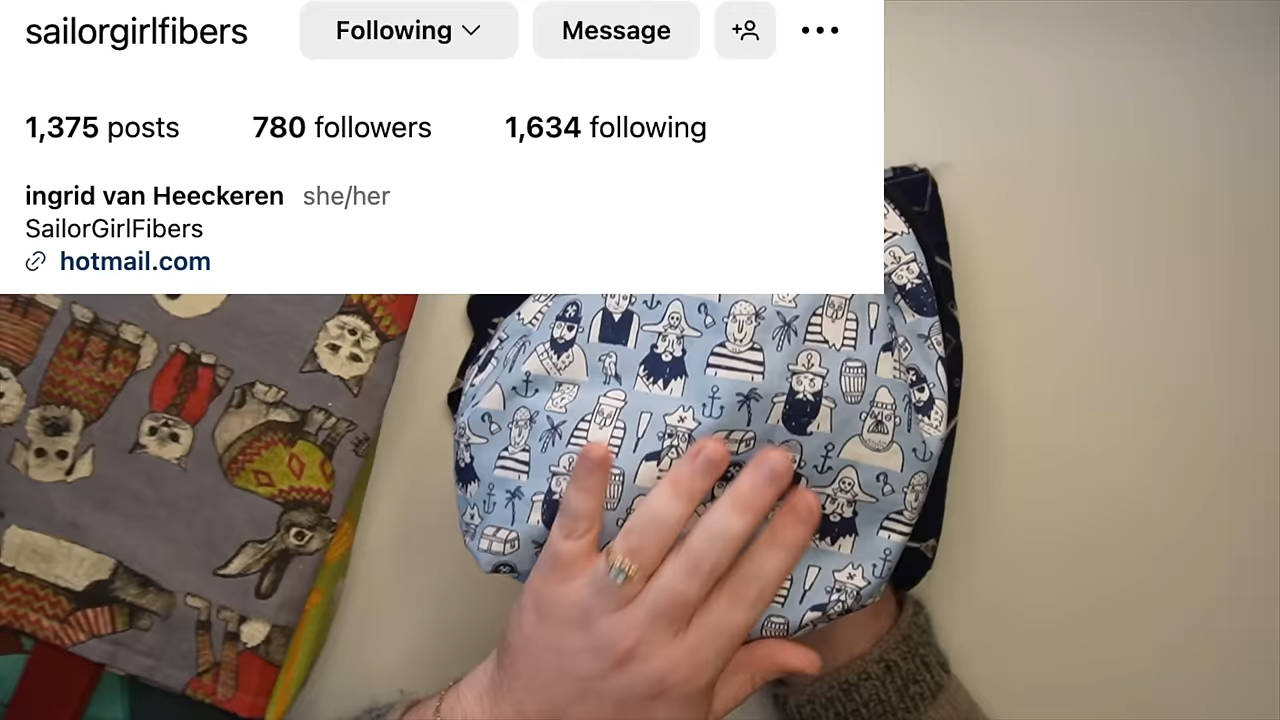 sailorgirlfibers Following Message
1,375 posts 780 followers 1,634 following
ingrid van Heeckeren she/her
SailorGirlFibers
hotmail.com